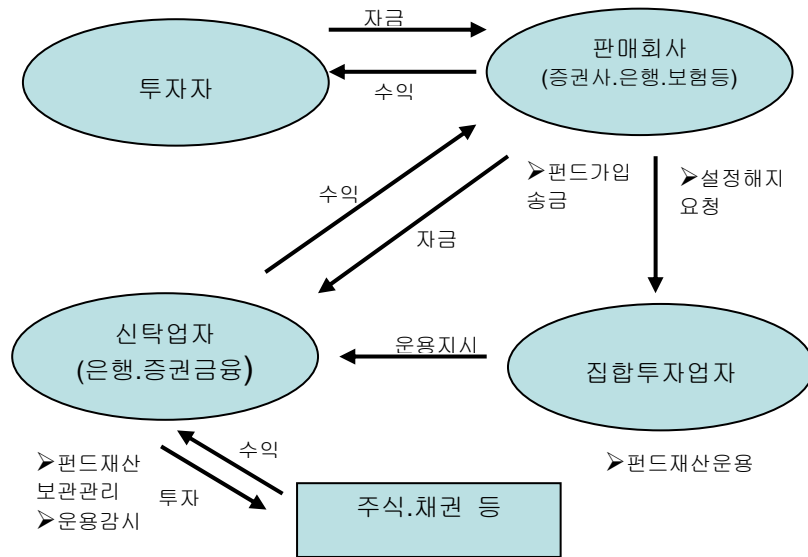 자금
투자자
판매회사
(증권사.은행.보험등)
수익
수익
자금
➢펀드가입
송금
➢설정해지
요청
신탁업자
(은행.증권금융)
운용지시
집합투자업자
➢펀드재산
보관관리
➢운용감시
수익
투자
➢펀드재산운용
주식.채권 등